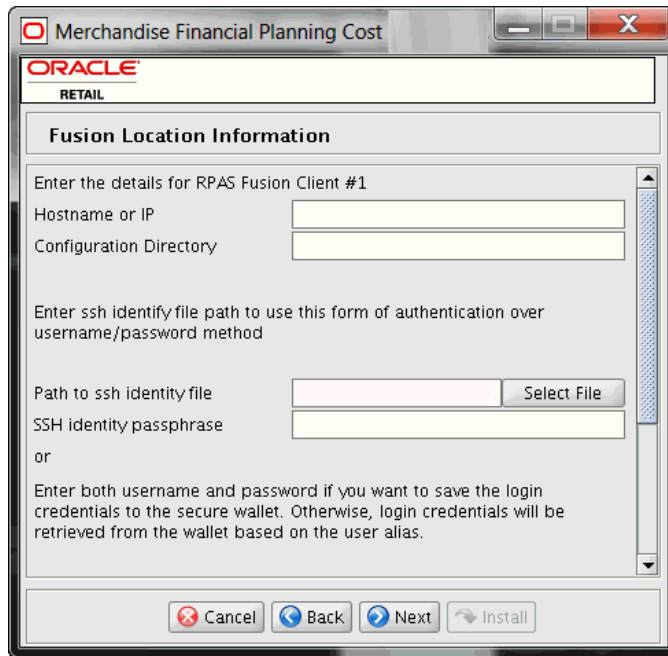 Merchandise Financial Planning Cost
ORACLE
RETAIL
Fusion Location Information
Enter the details for RPAS Fusion Client #1
Hostname or IP
Configuration Directory
Enter ssh identify file path to use this form of authentication over
username/password method
Path to ssh identity file
Select File
SSH identity passphrase
or
Enter both username and password if you want to save the login
credentials to the secure wallet. Otherwise, login credentials will be
retrieved from the wallet based on the user alias.
Cancel Back Next Install